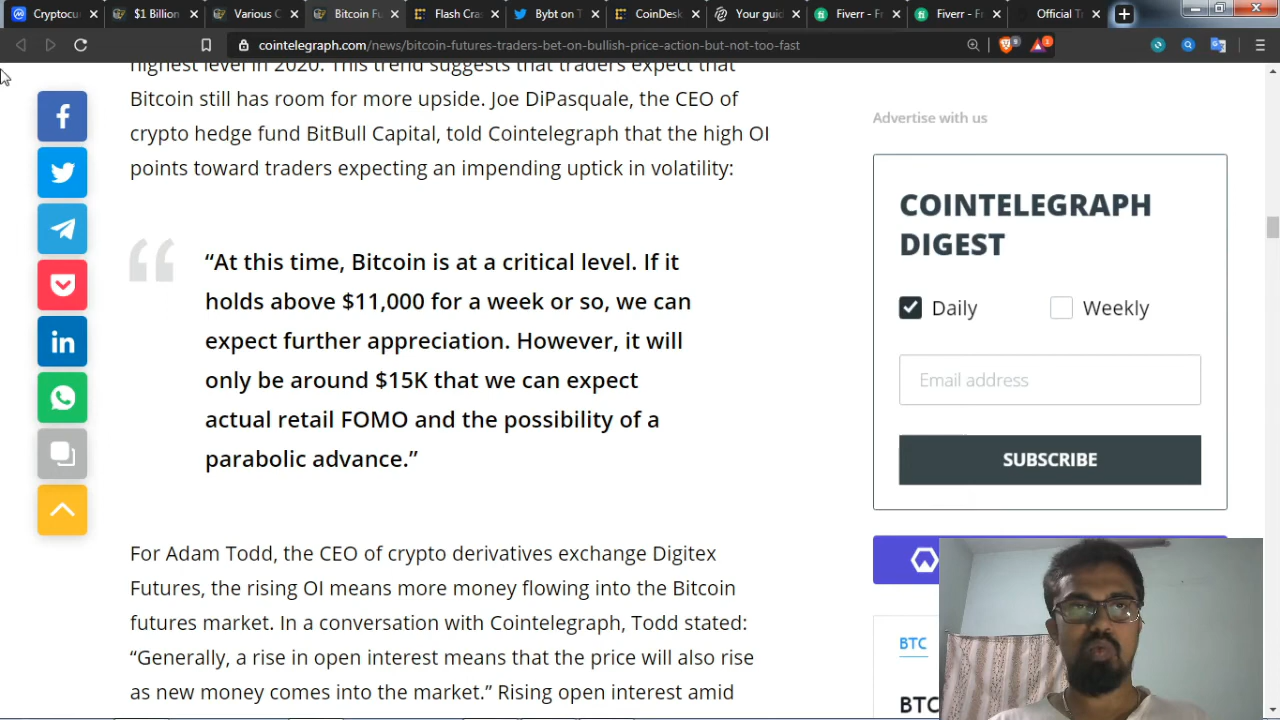 Cryptocu
$1 Billion
Various C
Bitcoin Fu
Flash Cra
Bybt on T
CoinDesk
Your guid
Fiverr - Fr
Fiverr - Fr
Official Tr
cointelegraph.com/news/bitcoin-futures-traders-bet-on-bullish-price-action-but-not-too-fast
highest level in 2020. This trend suggests that traders expect that
Bitcoin still has room for more upside. Joe DiPasquale, the CEO of
crypto hedge fund BitBull Capital, told Cointelegraph that the high OI
points toward traders expecting an impending uptick in volatility:
“At this time, Bitcoin is at a critical level. If it
holds above $11,000 for a week or so, we can
expect further appreciation. However, it will
only be around $15K that we can expect
actual retail FOMO and the possibility of a
parabolic advance.”
For Adam Todd, the CEO of crypto derivatives exchange Digitex
Futures, the rising OI means more money flowing into the Bitcoin
futures market. In a conversation with Cointelegraph, Todd stated:
“Generally, a rise in open interest means that the price will also rise
as new money comes into the market.” Rising open interest amid
Advertise with us
COINTELEGRAPH
DIGEST
Daily
Weekly
Email address
SUBSCRIBE
BTC
BTC